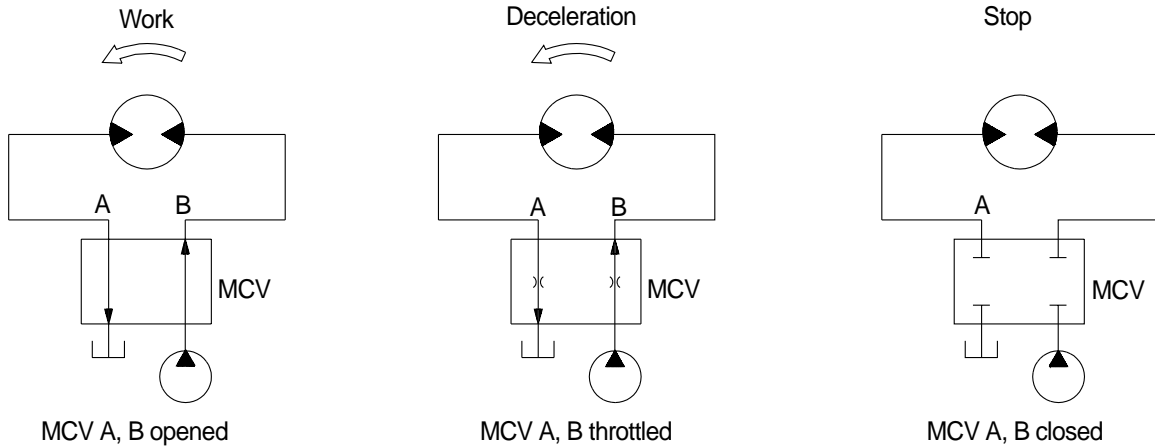 Work
Deceleration
Stop
A B
MCV
A B
MCV
A
MCV
MCV A, B opened
MCV A, B throttled
MCV A, B closed